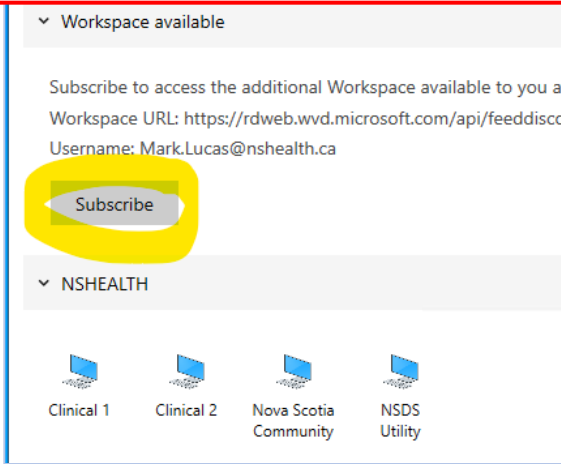 Workspace available
Subscribe to access the additional Workspace available to you a
Workspace URL: https://rdweb.wvd.microsoft.com/api/feeddisco
Username: Mark.Lucas@nshealth.ca
Subscribe
NSHEALTH
Clinical 1 Clinical 2 Nova Scotia NSDS
Community Utility